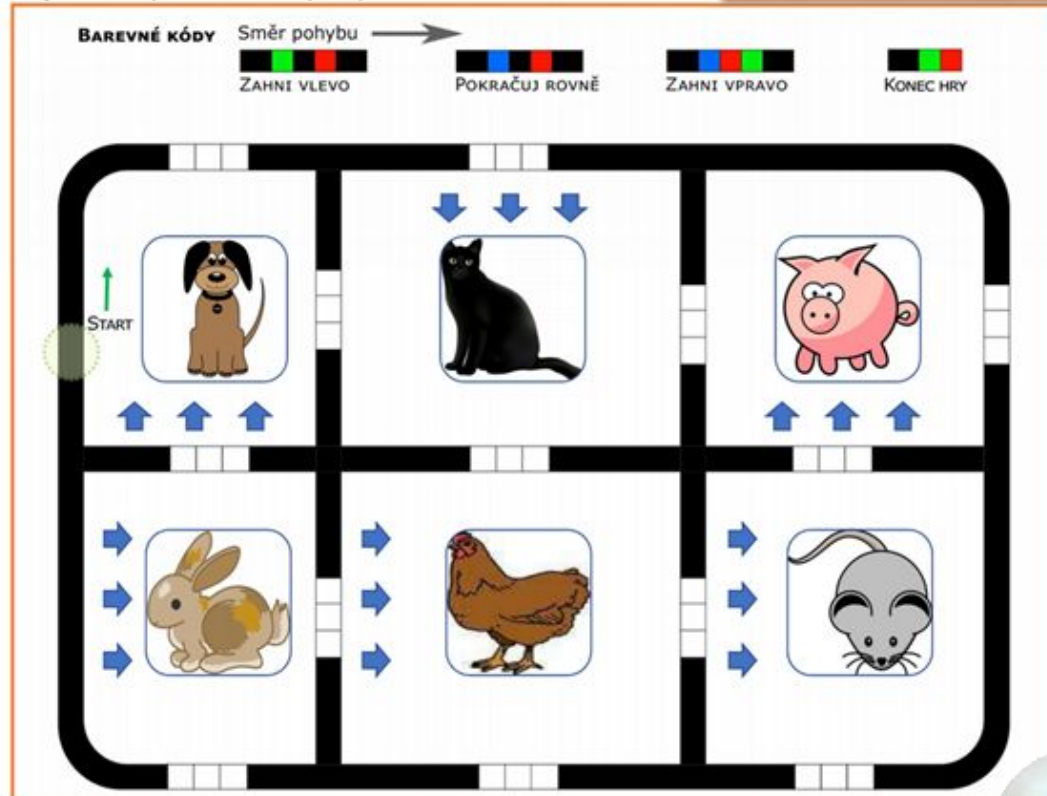 BAREVNÉ KÓDY Směr pohybu
ZAHNI VLEVO POKRAČUJ ROVNĚ ZAHNI VPRAVO KONEC HRY
START